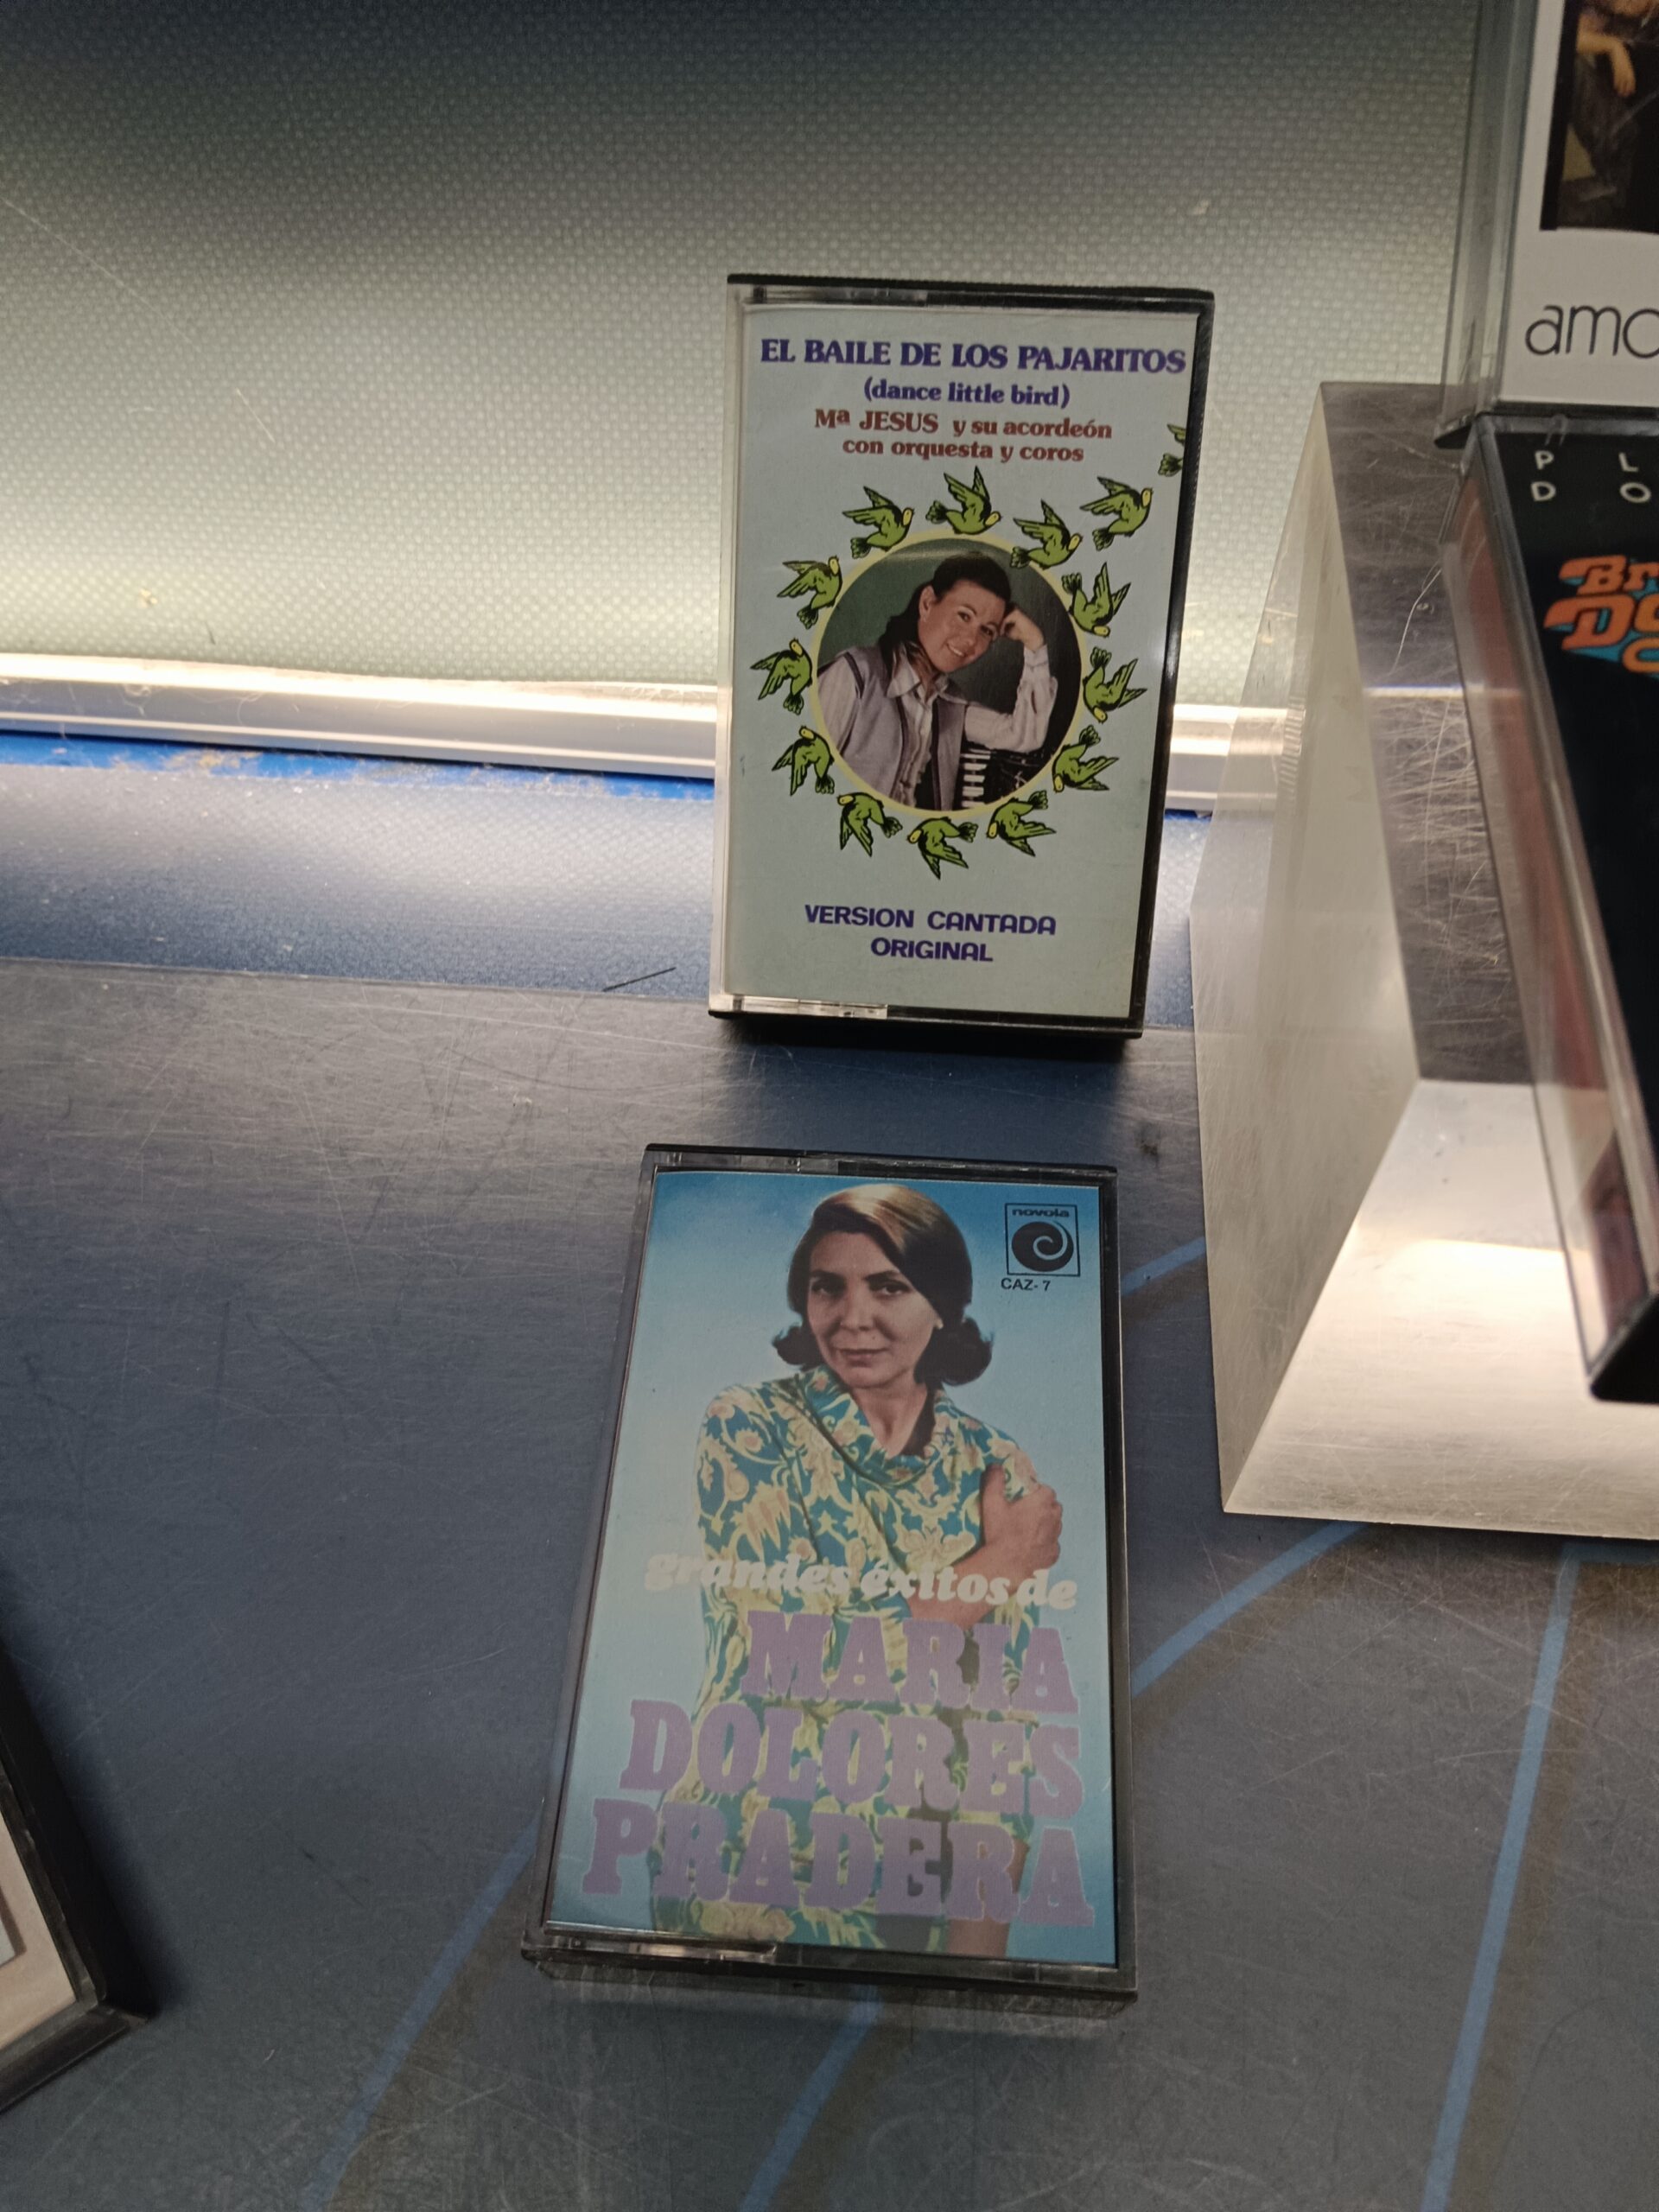 EL BAILE DE LOS PAJARITOS
(dance little bird)
Mª JESUS y su acordeón
con orquesta y coros
VERSION CANTADA
ORIGINAL
novola
CAZ-7
grandes éxitos de
MARIA
DOLORES
PRADERA